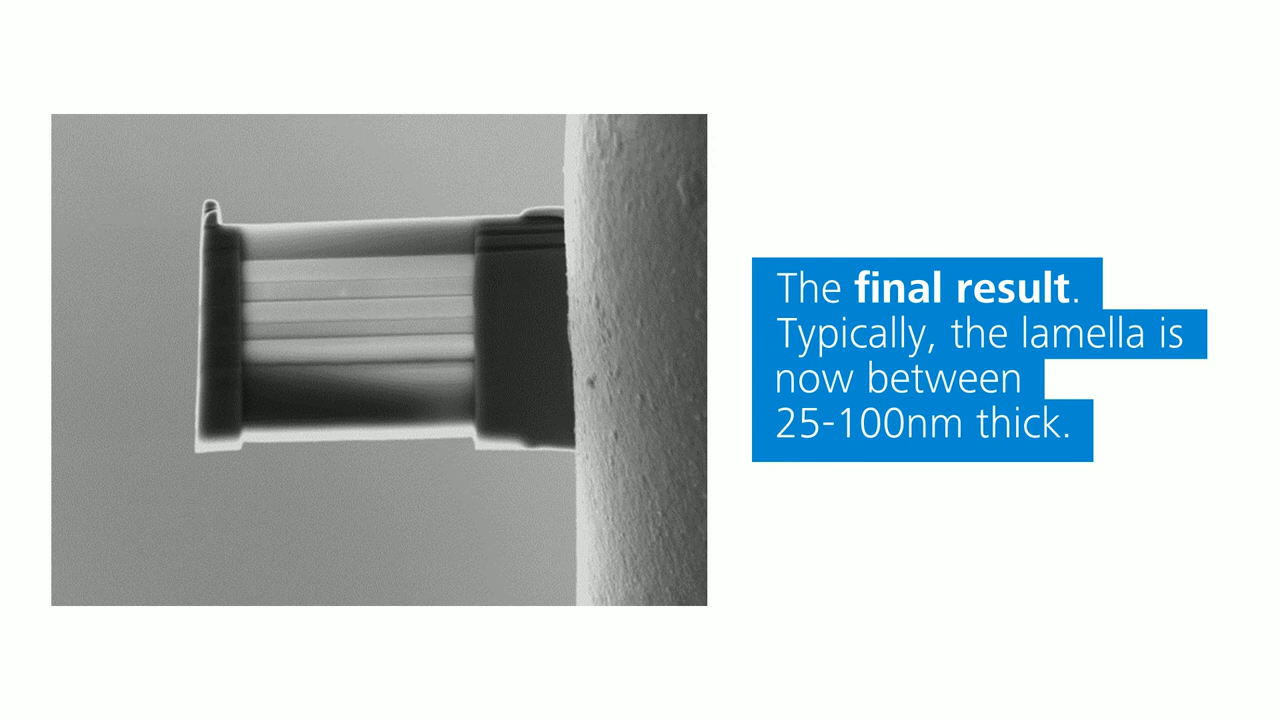 The final result.
Typically, the lamella is
now between
25-100nm thick.